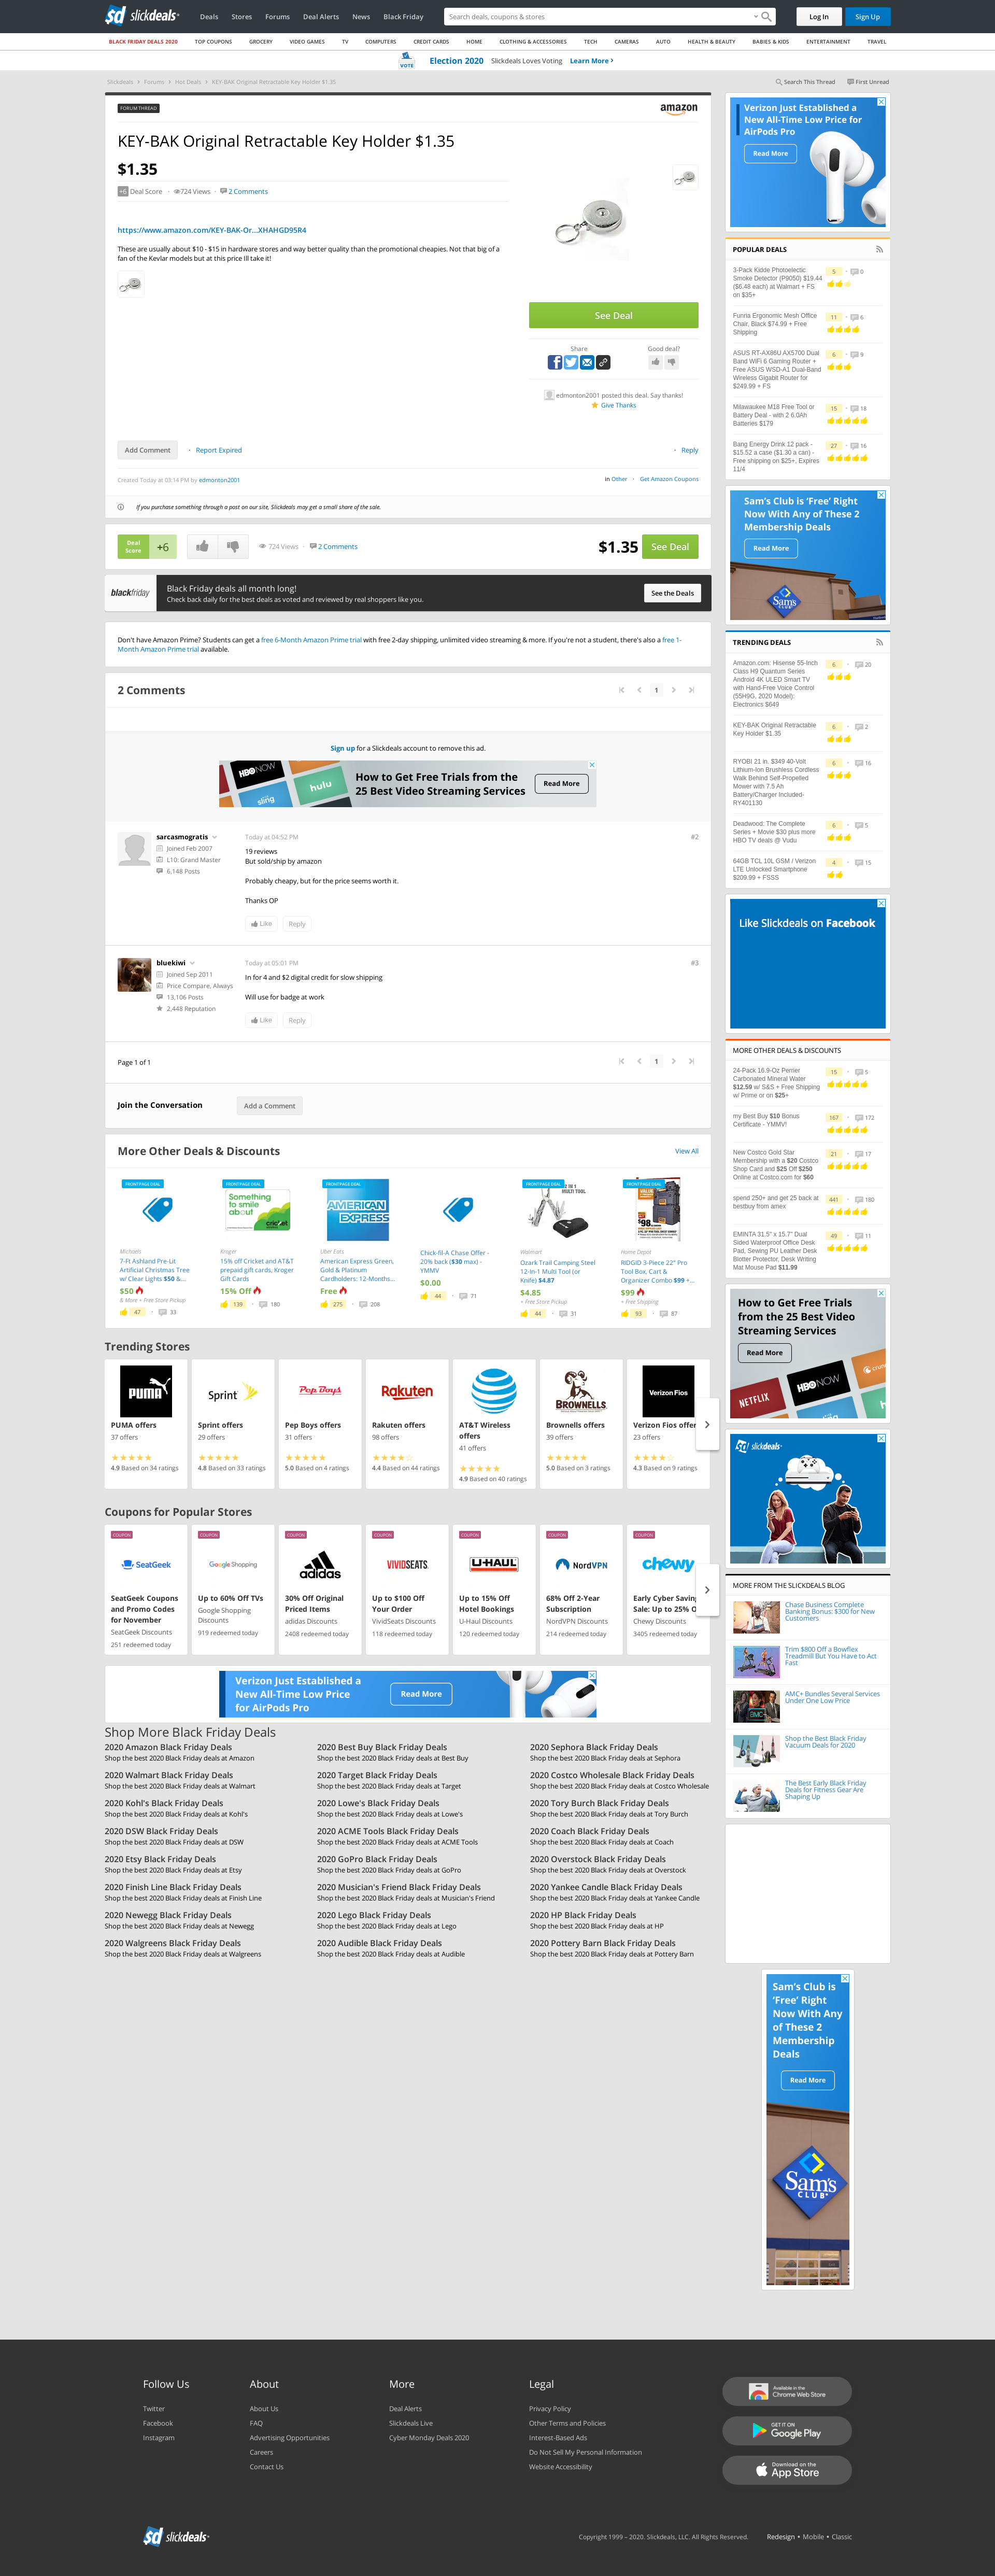 slickdeals
Deals Stores Forums Deal Alerts News Black Friday
Search deals, coupons & stores
Log In Sign Up
BLACK FRIDAY DEALS 2020 TOP COUPONS GROCERY VIDEO GAMES TV COMPUTERS CREDIT CARDS HOME CLOTHING & ACCESSORIES TECH CAMERAS AUTO HEALTH & BEAUTY BABIES & KIDS ENTERTAINMENT TRAVEL
VOTE Election 2020 Slickdeals Loves Voting Learn More
Slickdeals Forums Hot Deals KEY-BAK Original Retractable Key Holder $1.35
Search This Thread First Unread
FORUM THREAD
amazon
KEY-BAK Original Retractable Key Holder $1.35
$1.35
+6 Deal Score 724 Views 2 Comments
https://www.amazon.com/KEY-BAK-Or...XHAHGD95R4
These are usually about $10 - $15 in hardware stores and way better quality than the promotional cheapies. Not that big of a
fan of the Kevlar models but at this price Ill take it!
See Deal
Share Good deal?
edmonton2001 posted this deal. Say thanks!
Give Thanks
Add Comment Report Expired Reply
Created Today at 03:14 PM by edmonton2001
in Other Get Amazon Coupons
If you purchase something through a post on our site, Slickdeals may get a small share of the sale.
Deal
Score
+6
724 Views 2 Comments
$1.35 See Deal
blackfriday
Black Friday deals all month long!
Check back daily for the best deals as voted and reviewed by real shoppers like you.
See the Deals
Don't have Amazon Prime? Students can get a free 6-Month Amazon Prime trial with free 2-day shipping, unlimited video streaming & more. If you're not a student, there's also a free 1-
Month Amazon Prime trial available.
2 Comments
1
Sign up for a Slickdeals account to remove this ad.
HBO NOW
sling
hulu
How to Get Free Trials from the
25 Best Video Streaming Services
Read More
sarcasmogratis
Joined Feb 2007
L10: Grand Master
6,148 Posts
Today at 04:52 PM #2
19 reviews
But sold/ship by amazon
Probably cheapy, but for the price seems worth it.
Thanks OP
Like Reply
bluekiwi
Joined Sep 2011
Price Compare, Always
13,106 Posts
2,448 Reputation
Today at 05:01 PM #3
In for 4 and $2 digital credit for slow shipping
Will use for badge at work
Like Reply
Page 1 of 1
1
Join the Conversation Add a Comment
More Other Deals & Discounts View All
FRONTPAGE DEAL
Michaels
7-Ft Ashland Pre-Lit
Artificial Christmas Tree
w/ Clear Lights $50 &...
$50
& More + Free Store Pickup
47 33
FRONTPAGE DEAL
Something
to smile
about
cricket
Kroger
15% off Cricket and AT&T
prepaid gift cards, Kroger
Gift Cards
15% Off
139 180
FRONTPAGE DEAL
AMERICAN
EXPRESS
Uber Eats
American Express Green,
Gold & Platinum
Cardholders: 12-Months...
Free
275 208
Chick-fil-A Chase Offer -
20% back ($30 max) -
YMMV
$0.00
44 71
FRONTPAGE DEAL
12 IN 1
MULTI TOOL
Walmart
Ozark Trail Camping Steel
12-In-1 Multi Tool (or
Knife) $4.87
$4.85
+ Free Store Pickup
44 31
FRONTPAGE DEAL
$98
Home Depot
RIDGID 3-Piece 22" Pro
Tool Box, Cart &
Organizer Combo $99 +...
$99
+ Free Shipping
93 87
Trending Stores
PUMA
PUMA offers
37 offers
4.9 Based on 34 ratings
Sprint
Sprint offers
29 offers
4.8 Based on 33 ratings
Pep Boys
Pep Boys offers
31 offers
5.0 Based on 4 ratings
Rakuten
Rakuten offers
98 offers
4.4 Based on 44 ratings
AT&T Wireless
offers
41 offers
4.9 Based on 40 ratings
BROWNELLS
Brownells offers
39 offers
5.0 Based on 3 ratings
Verizon Fios
Verizon Fios offer
23 offers
4.3 Based on 9 ratings
Coupons for Popular Stores
COUPON
SeatGeek
SeatGeek Coupons
and Promo Codes
for November
SeatGeek Discounts
251 redeemed today
COUPON
Google Shopping
Up to 60% Off TVs
Google Shopping
Discounts
919 redeemed today
COUPON
adidas
30% Off Original
Priced Items
adidas Discounts
2408 redeemed today
COUPON
VIVIDSEATS
Up to $100 Off
Your Order
VividSeats Discounts
118 redeemed today
COUPON
U-HAUL
Up to 15% Off
Hotel Bookings
U-Haul Discounts
120 redeemed today
COUPON
NordVPN
68% Off 2-Year
Subscription
NordVPN Discounts
214 redeemed today
COUPON
chewy
Early Cyber Saving
Sale: Up to 25% O
Chewy Discounts
3405 redeemed today
Verizon Just Established a
New All-Time Low Price
for AirPods Pro
Read More
Shop More Black Friday Deals
2020 Amazon Black Friday Deals
Shop the best 2020 Black Friday deals at Amazon
2020 Best Buy Black Friday Deals
Shop the best 2020 Black Friday deals at Best Buy
2020 Sephora Black Friday Deals
Shop the best 2020 Black Friday deals at Sephora
2020 Walmart Black Friday Deals
Shop the best 2020 Black Friday deals at Walmart
2020 Target Black Friday Deals
Shop the best 2020 Black Friday deals at Target
2020 Costco Wholesale Black Friday Deals
Shop the best 2020 Black Friday deals at Costco Wholesale
2020 Kohl's Black Friday Deals
Shop the best 2020 Black Friday deals at Kohl's
2020 Lowe's Black Friday Deals
Shop the best 2020 Black Friday deals at Lowe's
2020 Tory Burch Black Friday Deals
Shop the best 2020 Black Friday deals at Tory Burch
2020 DSW Black Friday Deals
Shop the best 2020 Black Friday deals at DSW
2020 ACME Tools Black Friday Deals
Shop the best 2020 Black Friday deals at ACME Tools
2020 Coach Black Friday Deals
Shop the best 2020 Black Friday deals at Coach
2020 Etsy Black Friday Deals
Shop the best 2020 Black Friday deals at Etsy
2020 GoPro Black Friday Deals
Shop the best 2020 Black Friday deals at GoPro
2020 Overstock Black Friday Deals
Shop the best 2020 Black Friday deals at Overstock
2020 Finish Line Black Friday Deals
Shop the best 2020 Black Friday deals at Finish Line
2020 Musician's Friend Black Friday Deals
Shop the best 2020 Black Friday deals at Musician's Friend
2020 Yankee Candle Black Friday Deals
Shop the best 2020 Black Friday deals at Yankee Candle
2020 Newegg Black Friday Deals
Shop the best 2020 Black Friday deals at Newegg
2020 Lego Black Friday Deals
Shop the best 2020 Black Friday deals at Lego
2020 HP Black Friday Deals
Shop the best 2020 Black Friday deals at HP
2020 Walgreens Black Friday Deals
Shop the best 2020 Black Friday deals at Walgreens
2020 Audible Black Friday Deals
Shop the best 2020 Black Friday deals at Audible
2020 Pottery Barn Black Friday Deals
Shop the best 2020 Black Friday deals at Pottery Barn
Verizon Just Established a
New All-Time Low Price for
AirPods Pro
Read More
POPULAR DEALS
3-Pack Kidde Photoelectic
Smoke Detector (P9050) $19.44
($6.48 each) at Walmart + FS
on $35+
5 0
Funria Ergonomic Mesh Office
Chair, Black $74.99 + Free
Shipping
11 6
ASUS RT-AX86U AX5700 Dual
Band WiFi 6 Gaming Router +
Free ASUS WSD-A1 Dual-Band
Wireless Gigabit Router for
$249.99 + FS
6 9
Milawaukee M18 Free Tool or
Battery Deal - with 2 6.0Ah
Batteries $179
15 18
Bang Energy Drink 12 pack -
$15.52 a case ($1.30 a can) -
Free shipping on $25+, Expires
11/4
27 16
Sam's Club is 'Free' Right
Now With Any of These 2
Membership Deals
Read More
Sam's
CLUB
TRENDING DEALS
Amazon.com: Hisense 55-Inch
Class H9 Quantum Series
Android 4K ULED Smart TV
with Hand-Free Voice Control
(55H9G, 2020 Model):
Electronics $649
6 20
KEY-BAK Original Retractable
Key Holder $1.35
6 2
RYOBI 21 in. $349 40-Volt
Lithium-Ion Brushless Cordless
Walk Behind Self-Propelled
Mower with 7.5 Ah
Battery/Charger Included-
RY401130
6 16
Deadwood: The Complete
Series + Movie $30 plus more
HBO TV deals @ Vudu
6 5
64GB TCL 10L GSM / Verizon
LTE Unlocked Smartphone
$209.99 + FSSS
4 15
Like Slickdeals on Facebook
MORE OTHER DEALS & DISCOUNTS
24-Pack 16.9-Oz Perrier
Carbonated Mineral Water
$12.59 w/ S&S + Free Shipping
w/ Prime or on $25+
15 5
my Best Buy $10 Bonus
Certificate - YMMV!
167 172
New Costco Gold Star
Membership with a $20 Costco
Shop Card and $25 Off $250
Online at Costco.com for $60
21 17
spend 250+ and get 25 back at
bestbuy from amex
441 180
EMINTA 31.5" x 15.7" Dual
Sided Waterproof Office Desk
Pad, Sewing PU Leather Desk
Blotter Protector, Desk Writing
Mat Mouse Pad $11.99
49 11
How to Get Free Trials
from the 25 Best Video
Streaming Services
Read More
NETFLIX
HBO NOW
slickdeals
MORE FROM THE SLICKDEALS BLOG
Chase Business Complete
Banking Bonus: $300 for New
Customers
Trim $800 Off a Bowflex
Treadmill But You Have to Act
Fast
AMC+ Bundles Several Services
Under One Low Price
Shop the Best Black Friday
Vacuum Deals for 2020
The Best Early Black Friday
Deals for Fitness Gear Are
Shaping Up
Sam's Club is
'Free' Right
Now With Any
of These 2
Membership
Deals
Read More
Sam's
CLUB
Follow Us
Twitter
Facebook
Instagram
About
About Us
FAQ
Advertising Opportunities
Careers
Contact Us
More
Deal Alerts
Slickdeals Live
Cyber Monday Deals 2020
Legal
Privacy Policy
Other Terms and Policies
Interest-Based Ads
Do Not Sell My Personal Information
Website Accessibility
Available in the
Chrome Web Store
GET IT ON
Google Play
Download on the
App Store
slickdeals
Copyright 1999 – 2020. Slickdeals, LLC. All Rights Reserved. Redesign • Mobile • Classic